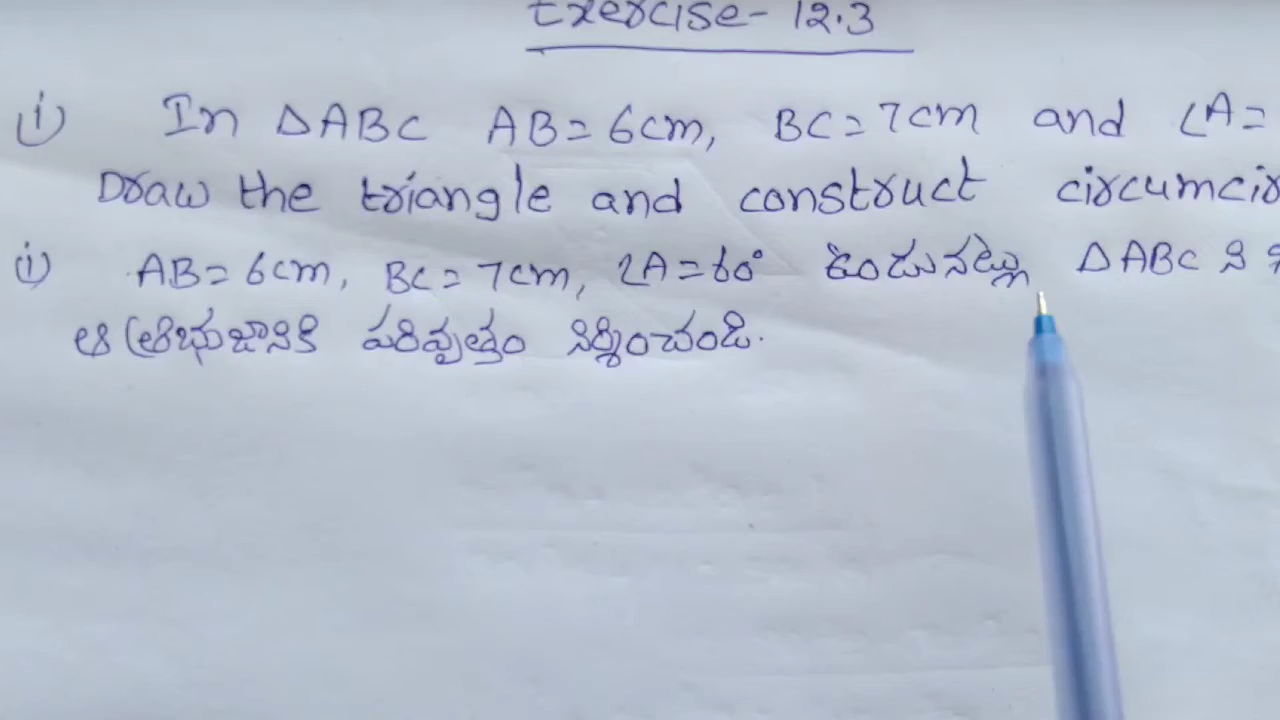 Exercise- 12.3
i) In ΔABC AB=6cm, BC=7cm and ∠A=
Draw the triangle and construct circumcir
i) AB=6cm, BC=7cm, ∠A=60° ఉండునట్లు ΔABC ని
ఆ త్రిభుజానికి పరివృత్తం నిర్మించండి.